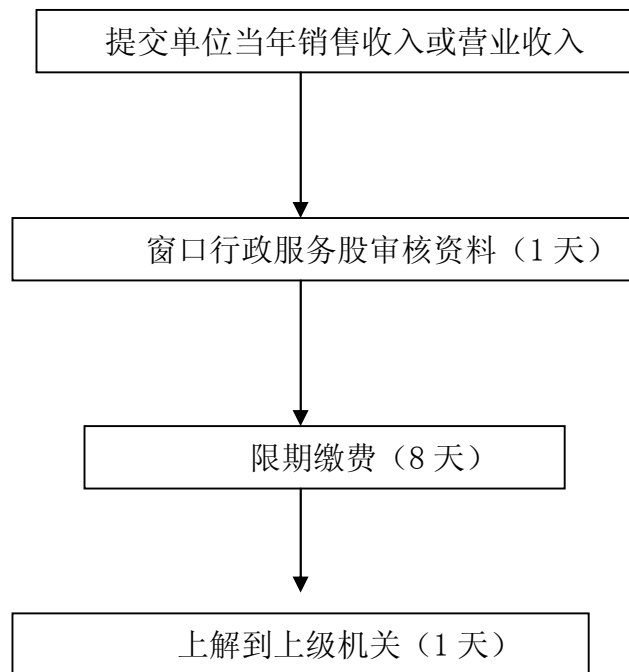 提交单位当年销售收入或营业收入
窗口行政服务股审核资料（1 天）
限期缴费（8 天）
上解到上级机关（1 天）